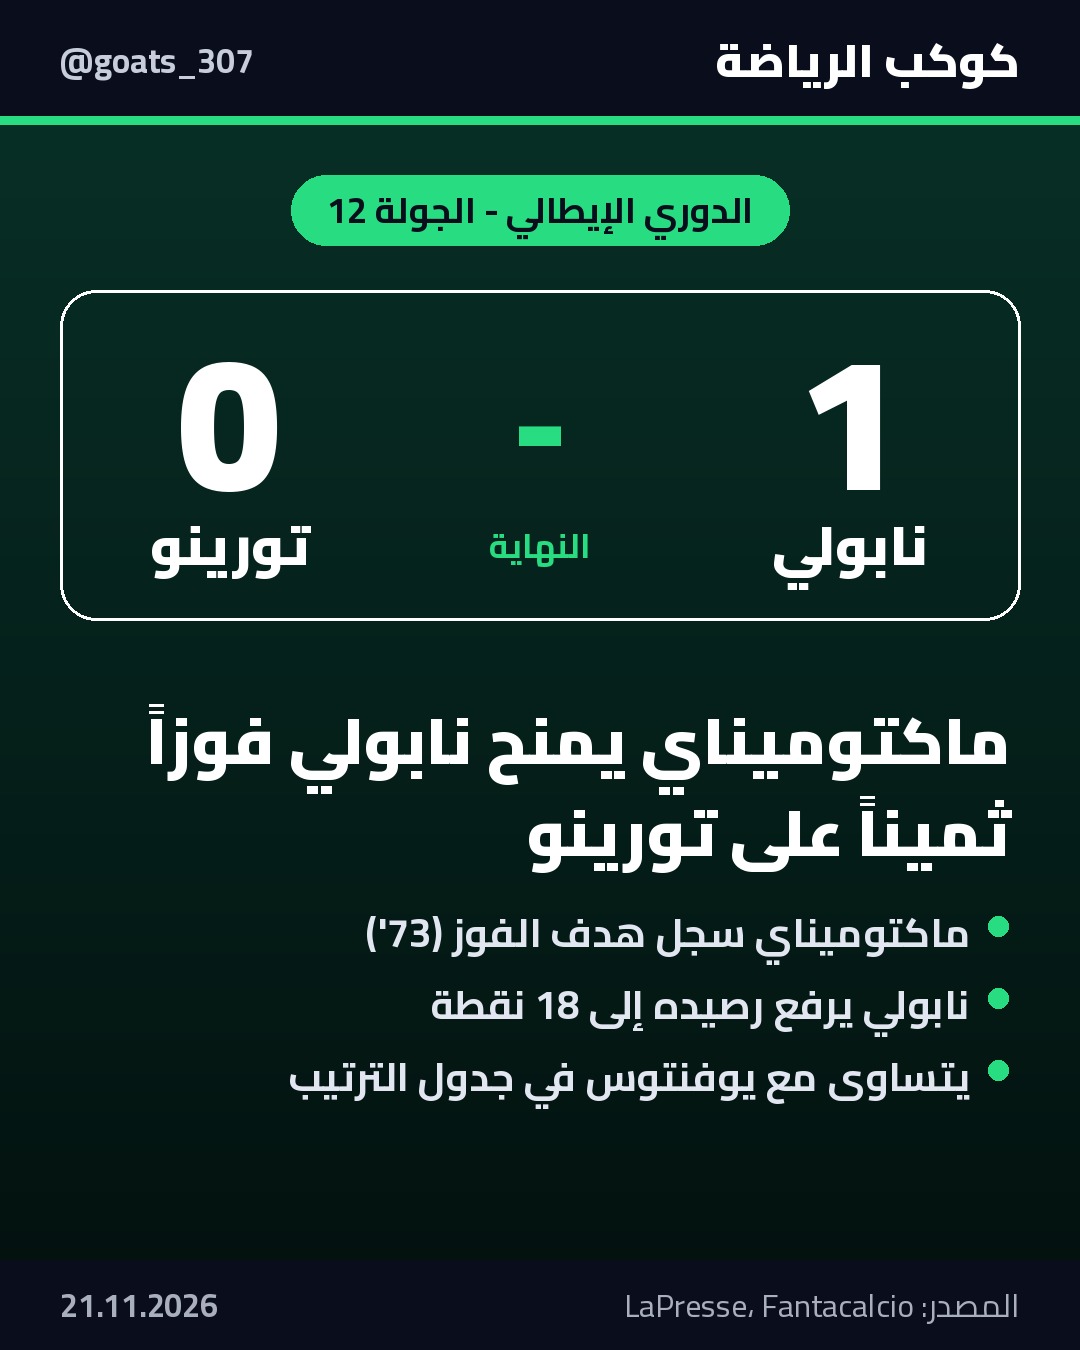 كوكب الرياضة
@goats_307
الدوري الإيطالي - الجولة 12
1 - 0
نابولي النهاية تورينو
ماكتوميناي يمنح نابولي فوزاً
ثميناً على تورينو
ماكتوميناي سجل هدف الفوز (73')
نابولي يرفع رصيده إلى 18 نقطة
يتساوى مع يوفنتوس في جدول الترتيب
المصدر: LaPresse، Fantacalcio
21.11.2026